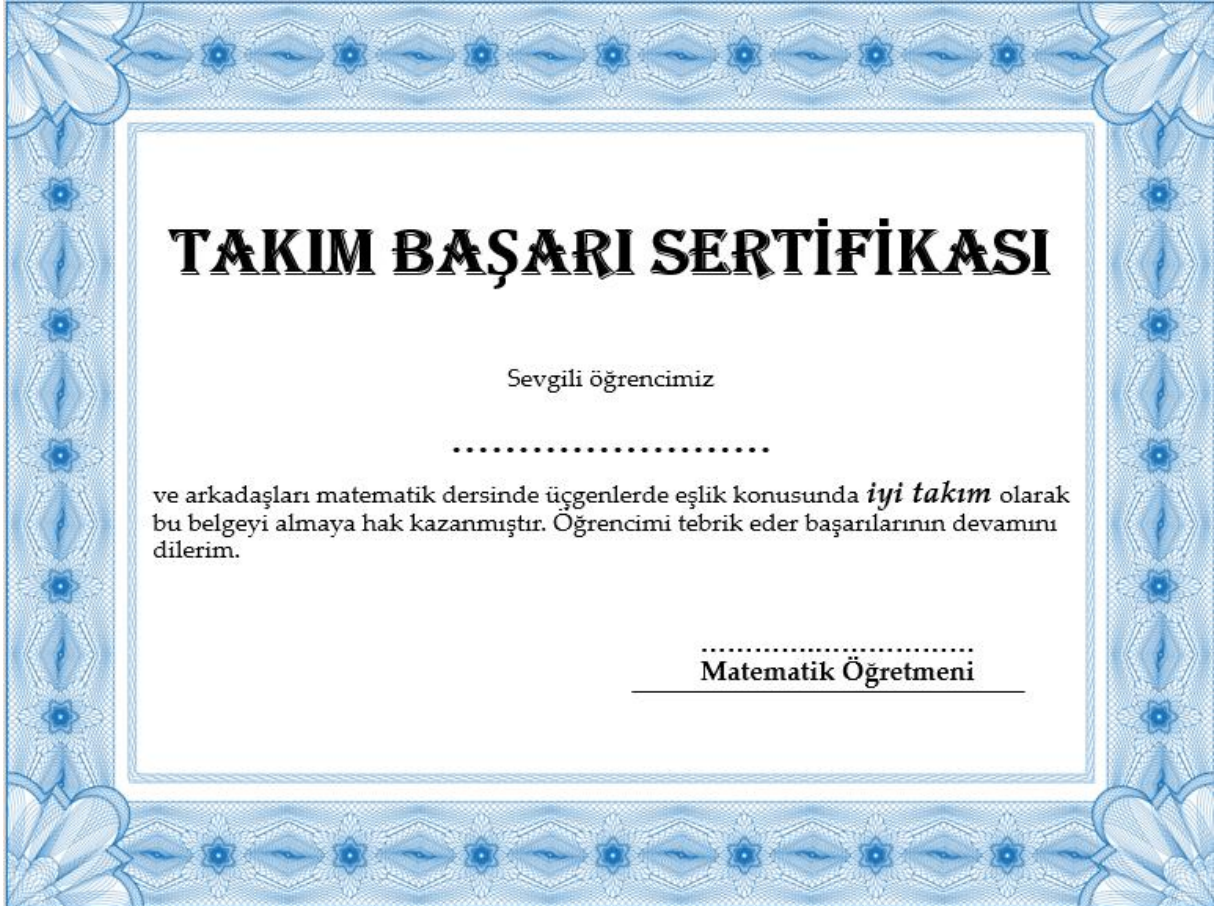 TAKIM BAŞARI SERTİFİKASI
Sevgili öğrencimiz
........................
ve arkadaşları matematik dersinde üçgenlerde eşlik konusunda iyi takım olarak
bu belgeyi almaya hak kazanmıştır. Öğrencimi tebrik eder başarılarının devamını
dilerim.
...............................
Matematik Öğretmeni